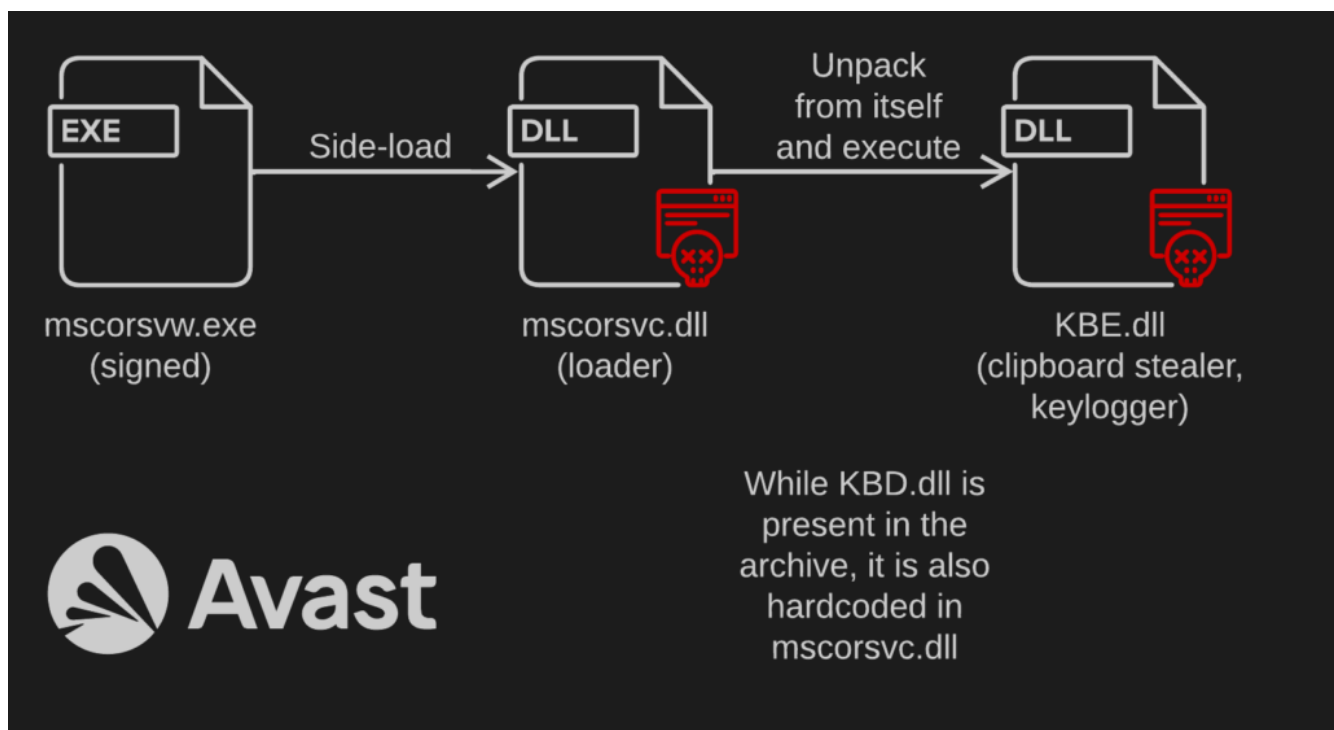 EXE
Side-load
DLL
Unpack
from itself
and execute
DLL
mscorsvw.exe
(signed)
mscorsvc.dll
(loader)
KBE.dll
(clipboard stealer,
keylogger)
While KBD.dll is
present in the
archive, it is also
hardcoded in
mscorsvc.dll
Avast